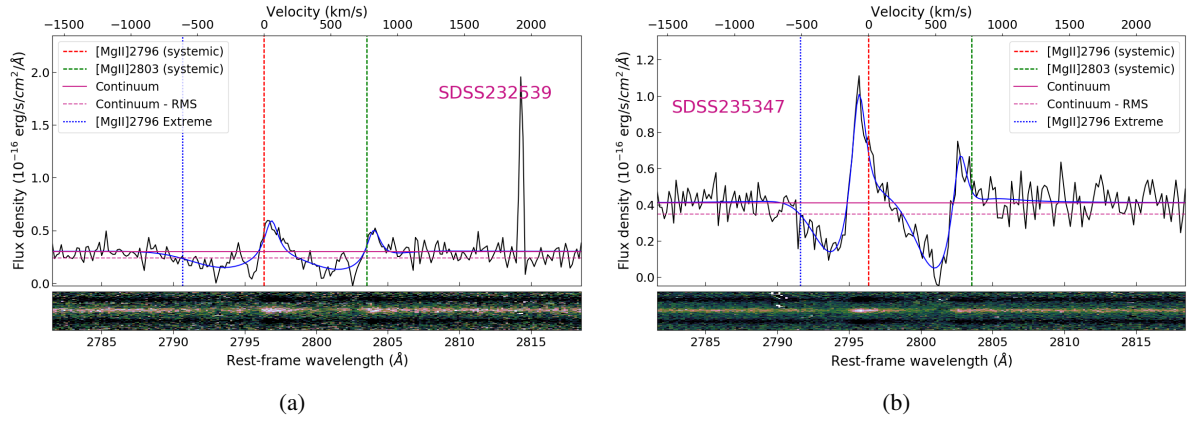 Velocity (km/s)
−1500 −1000 −500 0 500 1000 1500 2000
[MgII]2796 (systemic)
[MgII]2803 (systemic)
Continuum
Continuum - RMS
[MgII]2796 Extreme
SDSS232539
2.0
1.5
1.0
0.5
0.0
Flux density (10⁻¹⁶ erg/s/cm²/Å)
2785 2790 2795 2800 2805 2810 2815
Rest-frame wavelength (Å)
(a)
Velocity (km/s)
−1500 −1000 −500 0 500 1000 1500 2000
[MgII]2796 (systemic)
[MgII]2803 (systemic)
Continuum
Continuum - RMS
[MgII]2796 Extreme
SDSS235347
1.2
1.0
0.8
0.6
0.4
0.2
0.0
Flux density (10⁻¹⁶ erg/s/cm²/Å)
2785 2790 2795 2800 2805 2810 2815
Rest-frame wavelength (Å)
(b)